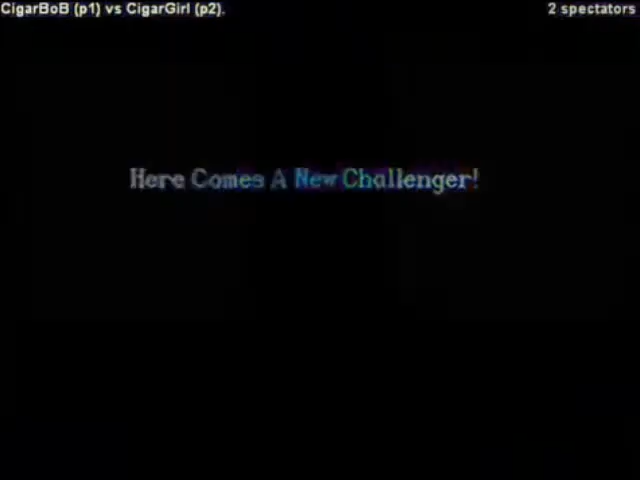 CigarBoB (p1) vs CigarGirl (p2).
2 spectators
Here Comes A New Challenger!